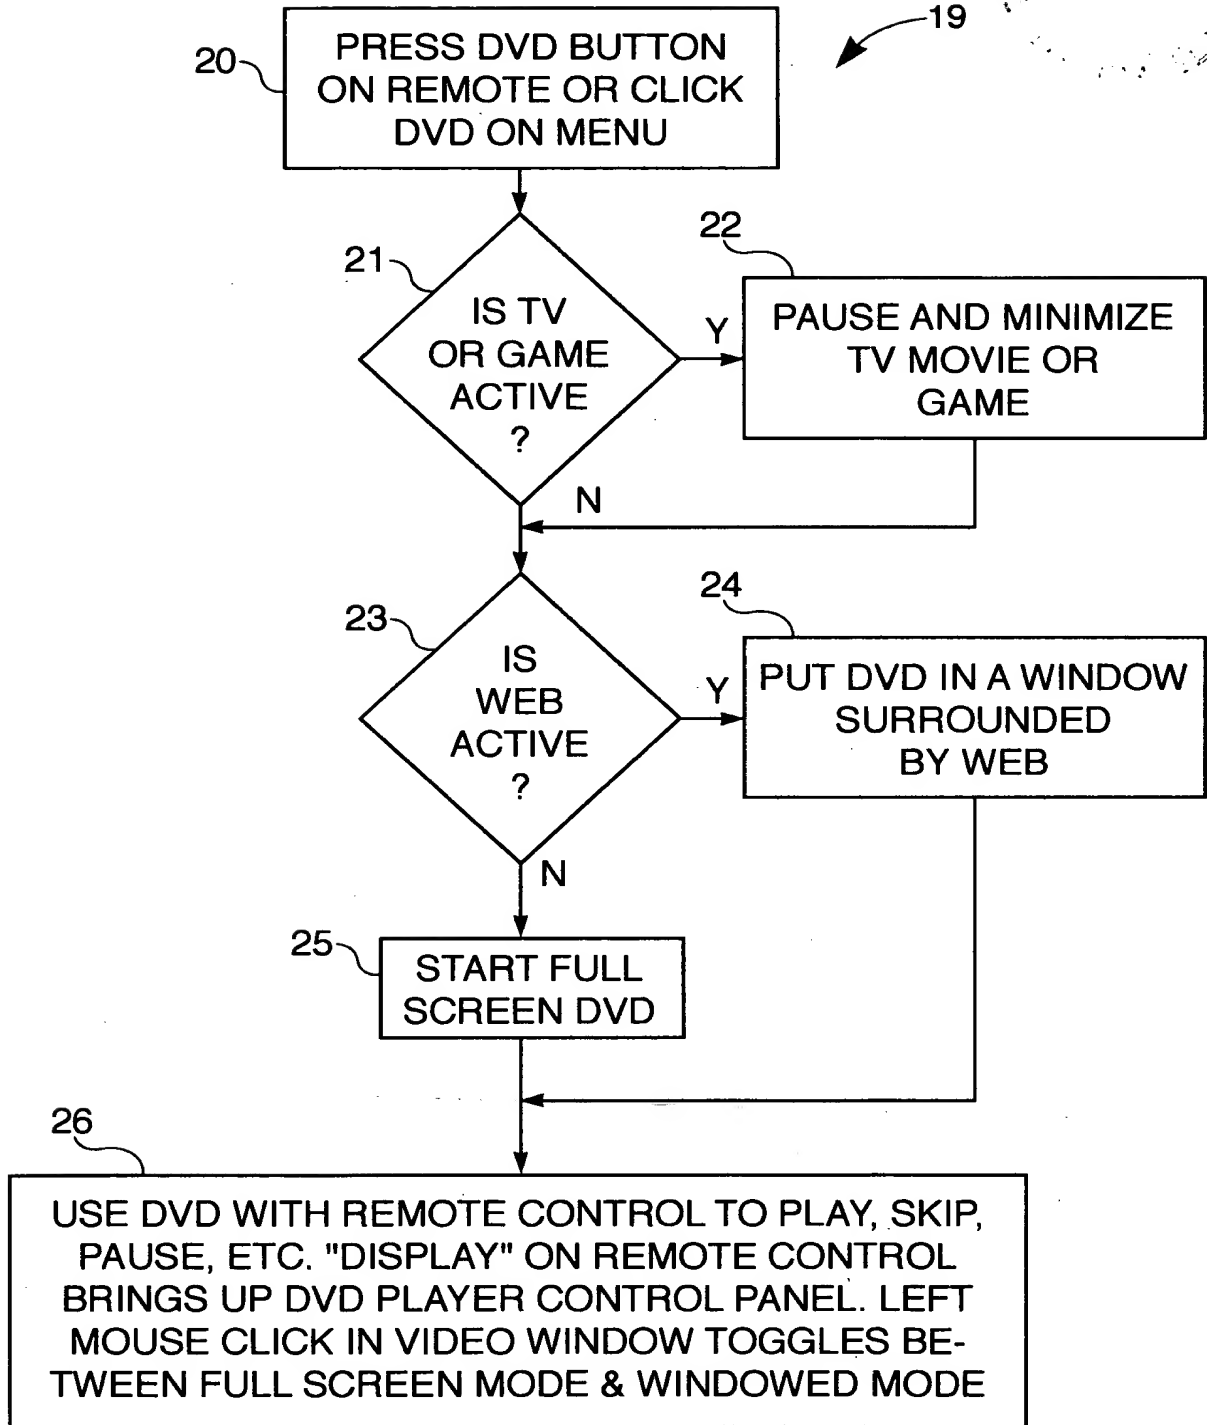 19
20
PRESS DVD BUTTON
ON REMOTE OR CLICK
DVD ON MENU
21
IS TV
OR GAME
ACTIVE
?
Y
22
PAUSE AND MINIMIZE
TV MOVIE OR
GAME
N
23
IS
WEB
ACTIVE
?
Y
24
PUT DVD IN A WINDOW
SURROUNDED
BY WEB
N
25
START FULL
SCREEN DVD
26
USE DVD WITH REMOTE CONTROL TO PLAY, SKIP,
PAUSE, ETC. "DISPLAY" ON REMOTE CONTROL
BRINGS UP DVD PLAYER CONTROL PANEL. LEFT
MOUSE CLICK IN VIDEO WINDOW TOGGLES BE-
TWEEN FULL SCREEN MODE & WINDOWED MODE